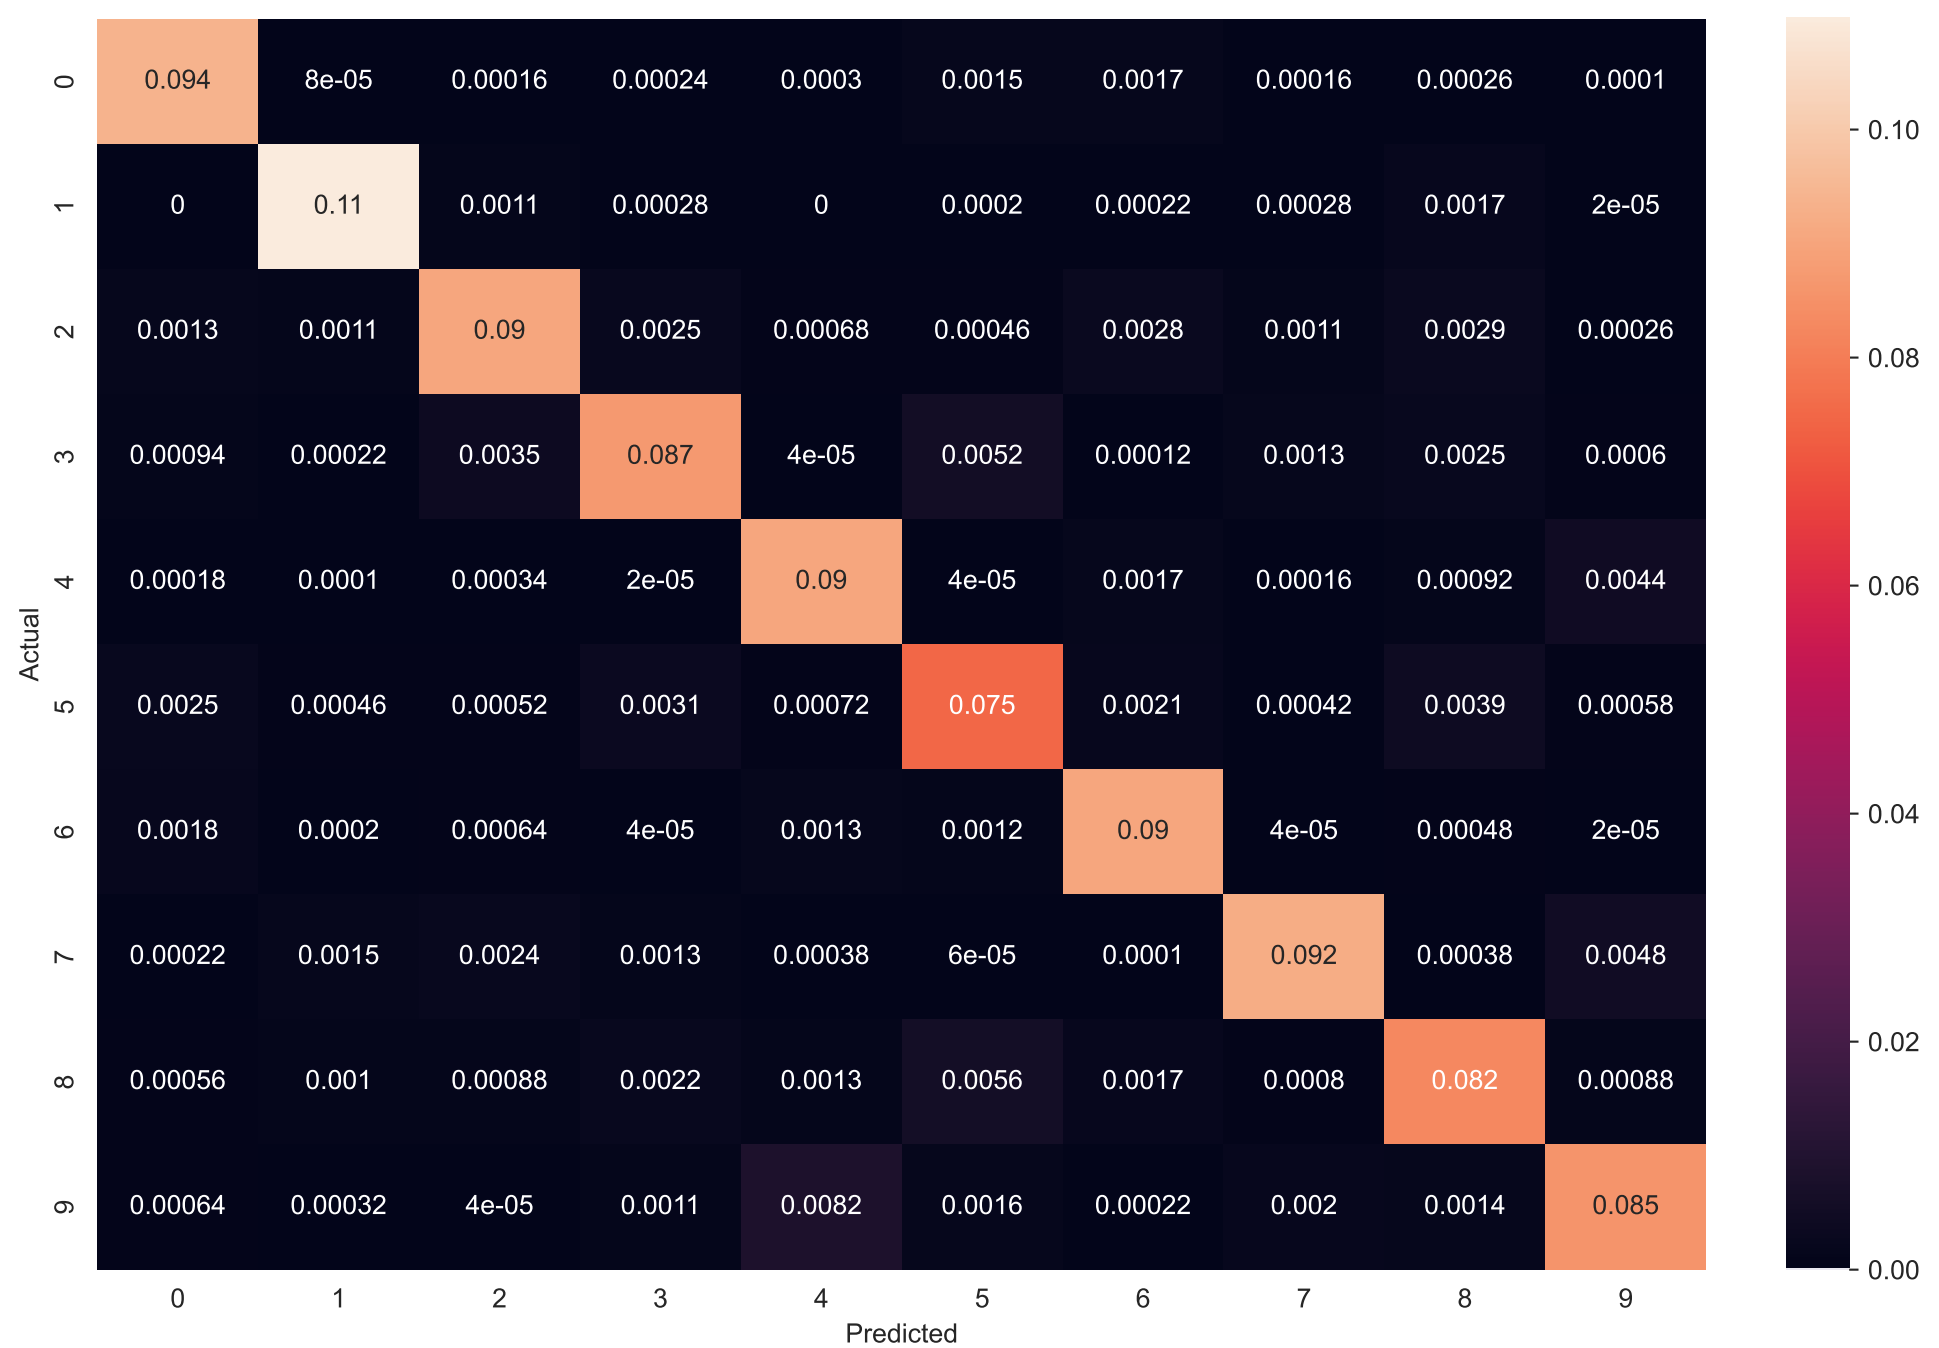 0 0.094 8e-05 0.00016 0.00024 0.0003 0.0015 0.0017 0.00016 0.00026 0.0001
1 0 0.11 0.0011 0.00028 0 0.0002 0.00022 0.00028 0.0017 2e-05
2 0.0013 0.0011 0.09 0.0025 0.00068 0.00046 0.0028 0.0011 0.0029 0.00026
3 0.00094 0.00022 0.0035 0.087 4e-05 0.0052 0.00012 0.0013 0.0025 0.0006
4 0.00018 0.0001 0.00034 2e-05 0.09 4e-05 0.0017 0.00016 0.00092 0.0044
5 0.0025 0.00046 0.00052 0.0031 0.00072 0.075 0.0021 0.00042 0.0039 0.00058
6 0.0018 0.0002 0.00064 4e-05 0.0013 0.0012 0.09 4e-05 0.00048 2e-05
7 0.00022 0.0015 0.0024 0.0013 0.00038 6e-05 0.0001 0.092 0.00038 0.0048
8 0.00056 0.001 0.00088 0.0022 0.0013 0.0056 0.0017 0.0008 0.082 0.00088
9 0.00064 0.00032 4e-05 0.0011 0.0082 0.0016 0.00022 0.002 0.0014 0.085
0 1 2 3 4 5 6 7 8 9
Predicted
Actual
0.10
0.08
0.06
0.04
0.02
0.00